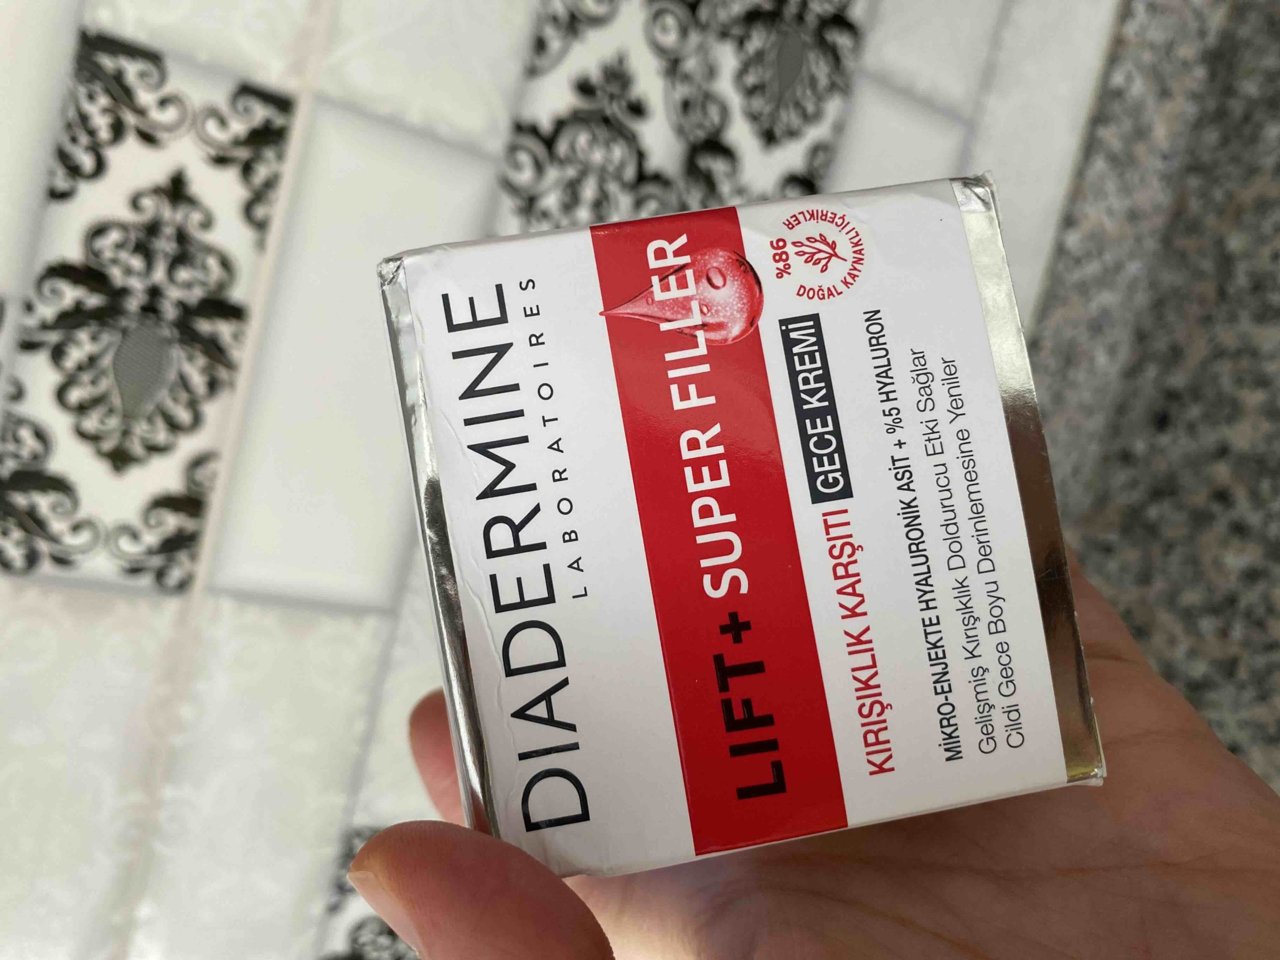 DIADERMINE
LABORATOIRES
LIFT+ SUPER FILLER
KIRIŞIKLIK KARŞITI GECE KREMİ
%98
DOĞAL KAYNAKLI İÇERİKLER
MİKRO-ENJEKTE HYALURONİK ASİT + %5 HYALURON
Gelişmiş Kırışıklık Doldurucu Etki Sağlar
Cildi Gece Boyu Derinlemesine Yeniler